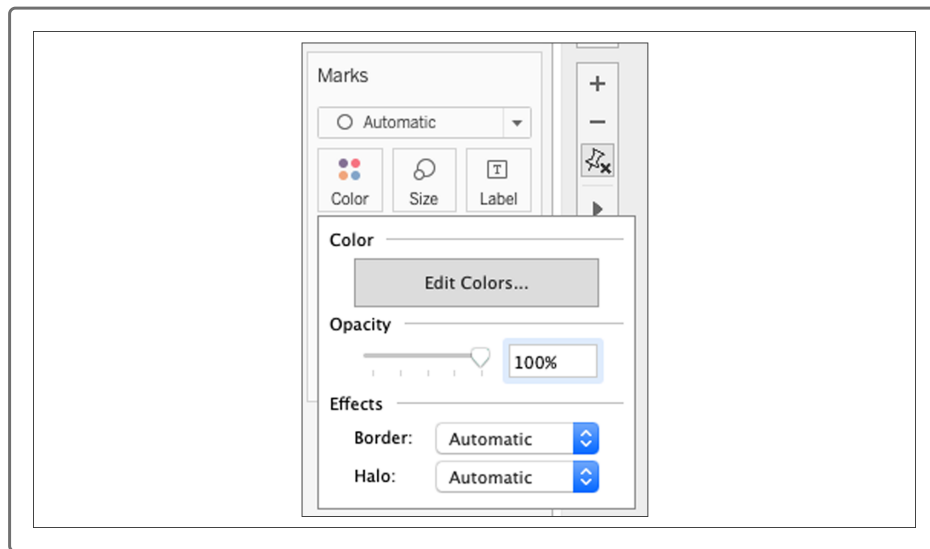 Marks
Automatic
Color Size Label
Color
Edit Colors...
Opacity
100%
Effects
Border: Automatic
Halo: Automatic